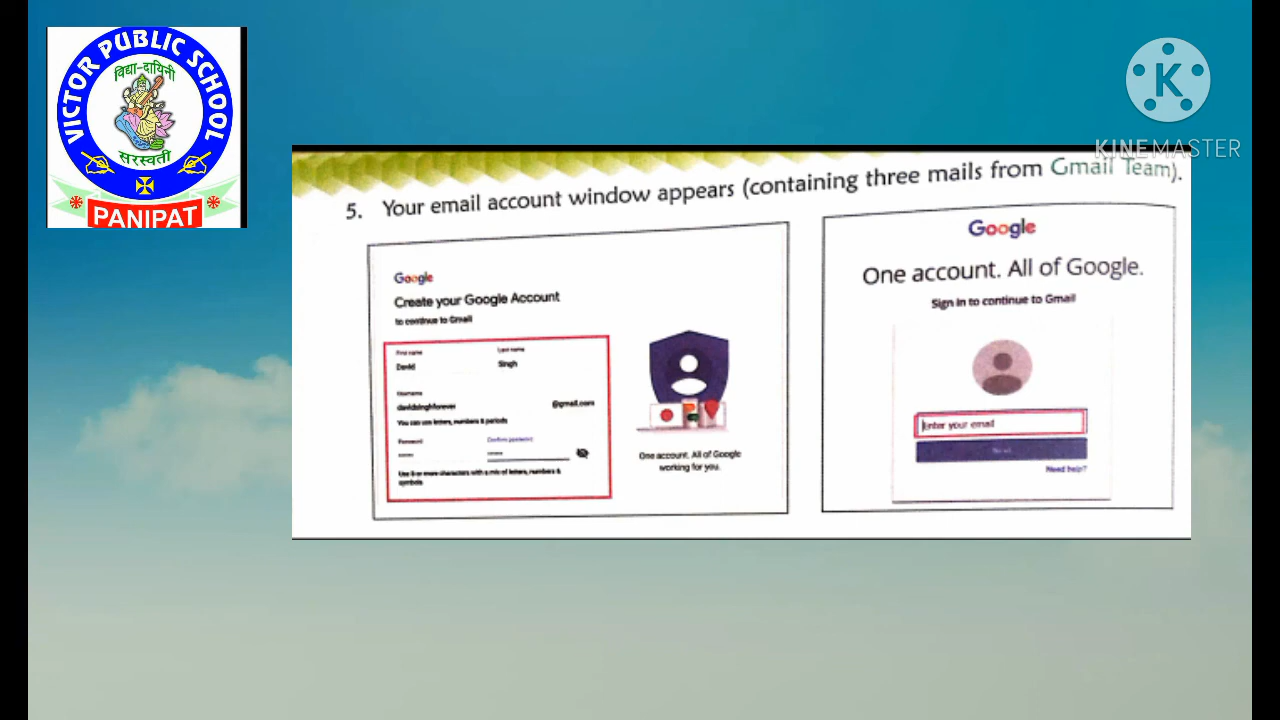 VICTOR PUBLIC SCHOOL
विद्या-दायिनी
सरस्वती
PANIPAT
K
KINEMASTER
5. Your email account window appears (containing three mails from Gmail Team).
Google
Create your Google Account
to continue to Gmail
First name Last name
David Singh
Username
davidsinghforever @gmail.com
You can use letters, numbers & periods
Password Confirm password
Use 8 or more characters with a mix of letters, numbers &
symbols
One account. All of Google
working for you.
Google
One account. All of Google.
Sign in to continue to Gmail
Enter your email
Need help?